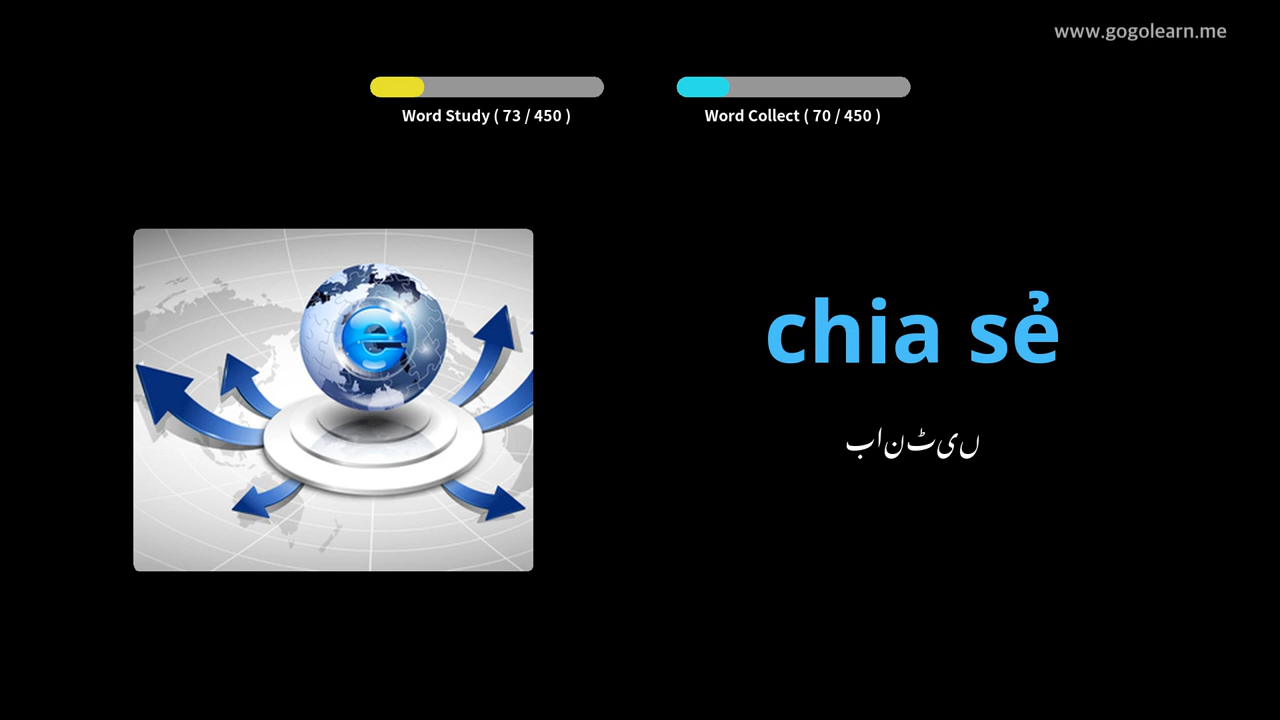 www.gogolearn.me
Word Study ( 73 / 450 )
Word Collect ( 70 / 450 )
e
chia sẻ
بانٹیں